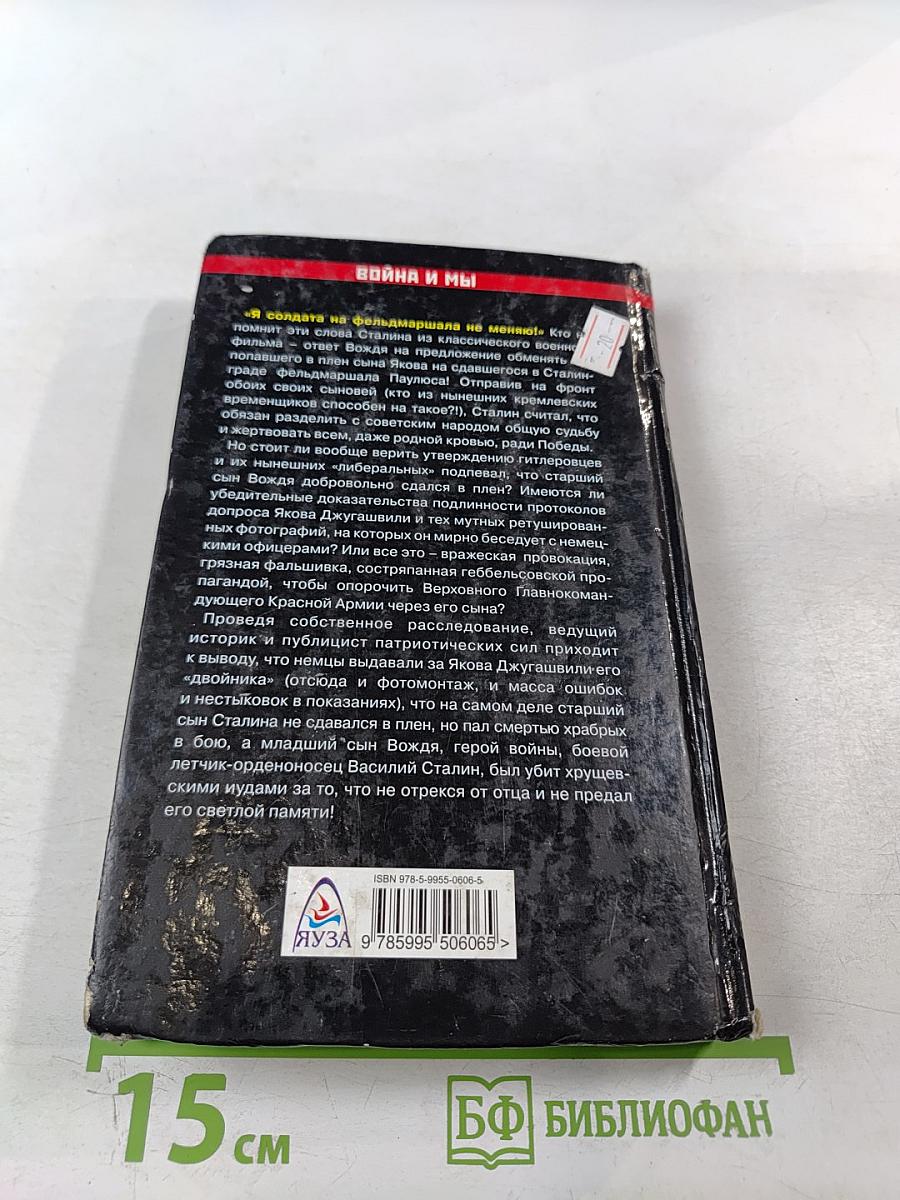 ВОЙНА И МЫ
«Я солдата на фельдмаршала не меняю!» Кто
помнит эти слова Сталина из классического военно
фильма – ответ Вождя на предложение обменять
попавшего в плен сына Якова на сдавшегося в Сталин-
граде фельдмаршала Паулюса! Отправив на фронт
обоих своих сыновей (кто из нынешних кремлевских
временщиков способен на такое?!), Сталин считал, что
обязан разделить с советским народом общую судьбу
и жертвовать всем, даже родной кровью, ради Победы.
Но стоит ли вообще верить утверждению гитлеровцев
и их нынешних «либеральных» подпевал, что старший
сын Вождя добровольно сдался в плен? Имеются ли
убедительные доказательства подлинности протоколов
допроса Якова Джугашвили и тех мутных ретуширован-
ных фотографий, на которых он мирно беседует с немец-
кими офицерами? Или все это – вражеская провокация,
грязная фальшивка, состряпанная геббельсовской про-
пагандой, чтобы опорочить Верховного Главнокоман-
дующего Красной Армии через его сына?
Проведя собственное расследование, ведущий
историк и публицист патриотических сил приходит
к выводу, что немцы выдавали за Якова Джугашвили его
«двойника» (отсюда и фотомонтаж, и масса ошибок
и нестыковок в показаниях), что на самом деле старший
сын Сталина не сдавался в плен, но пал смертью храбрых
в бою, а младший сын Вождя, герой войны, боевой
летчик-орденоносец Василий Сталин, был убит хрущев-
скими иудами за то, что не отрекся от отца и не предал
его светлой памяти!
ISBN 978-5-9955-0606-5
ЯУЗА
9 785995 506065 >
15 см
БФ БИБЛИОФАН